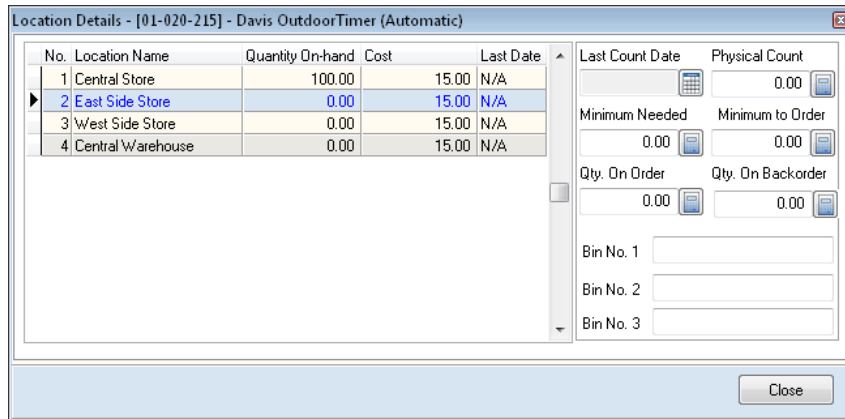 Location Details - [01-020-215] - Davis OutdoorTimer (Automatic)
No. Location Name Quantity On-hand Cost Last Date
1 Central Store 100.00 15.00 N/A
2 East Side Store 0.00 15.00 N/A
3 West Side Store 0.00 15.00 N/A
4 Central Warehouse 0.00 15.00 N/A
Last Count Date Physical Count
0.00
Minimum Needed Minimum to Order
0.00 0.00
Qty. On Order Qty. On Backorder
0.00 0.00
Bin No. 1
Bin No. 2
Bin No. 3
Close